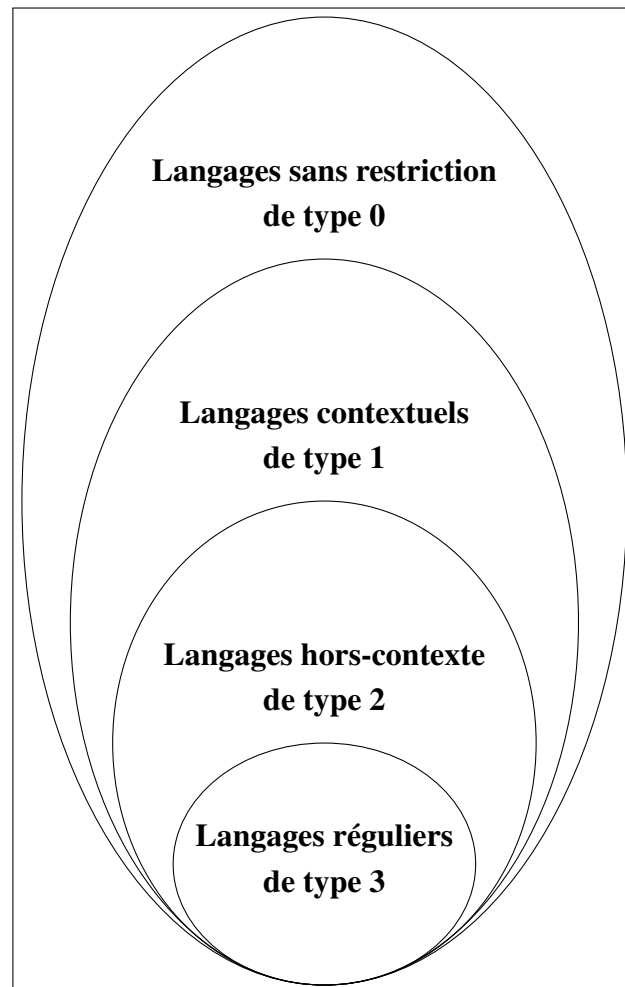 Langages sans restriction
de type 0
Langages contextuels
de type 1
Langages hors-contexte
de type 2
Langages réguliers
de type 3